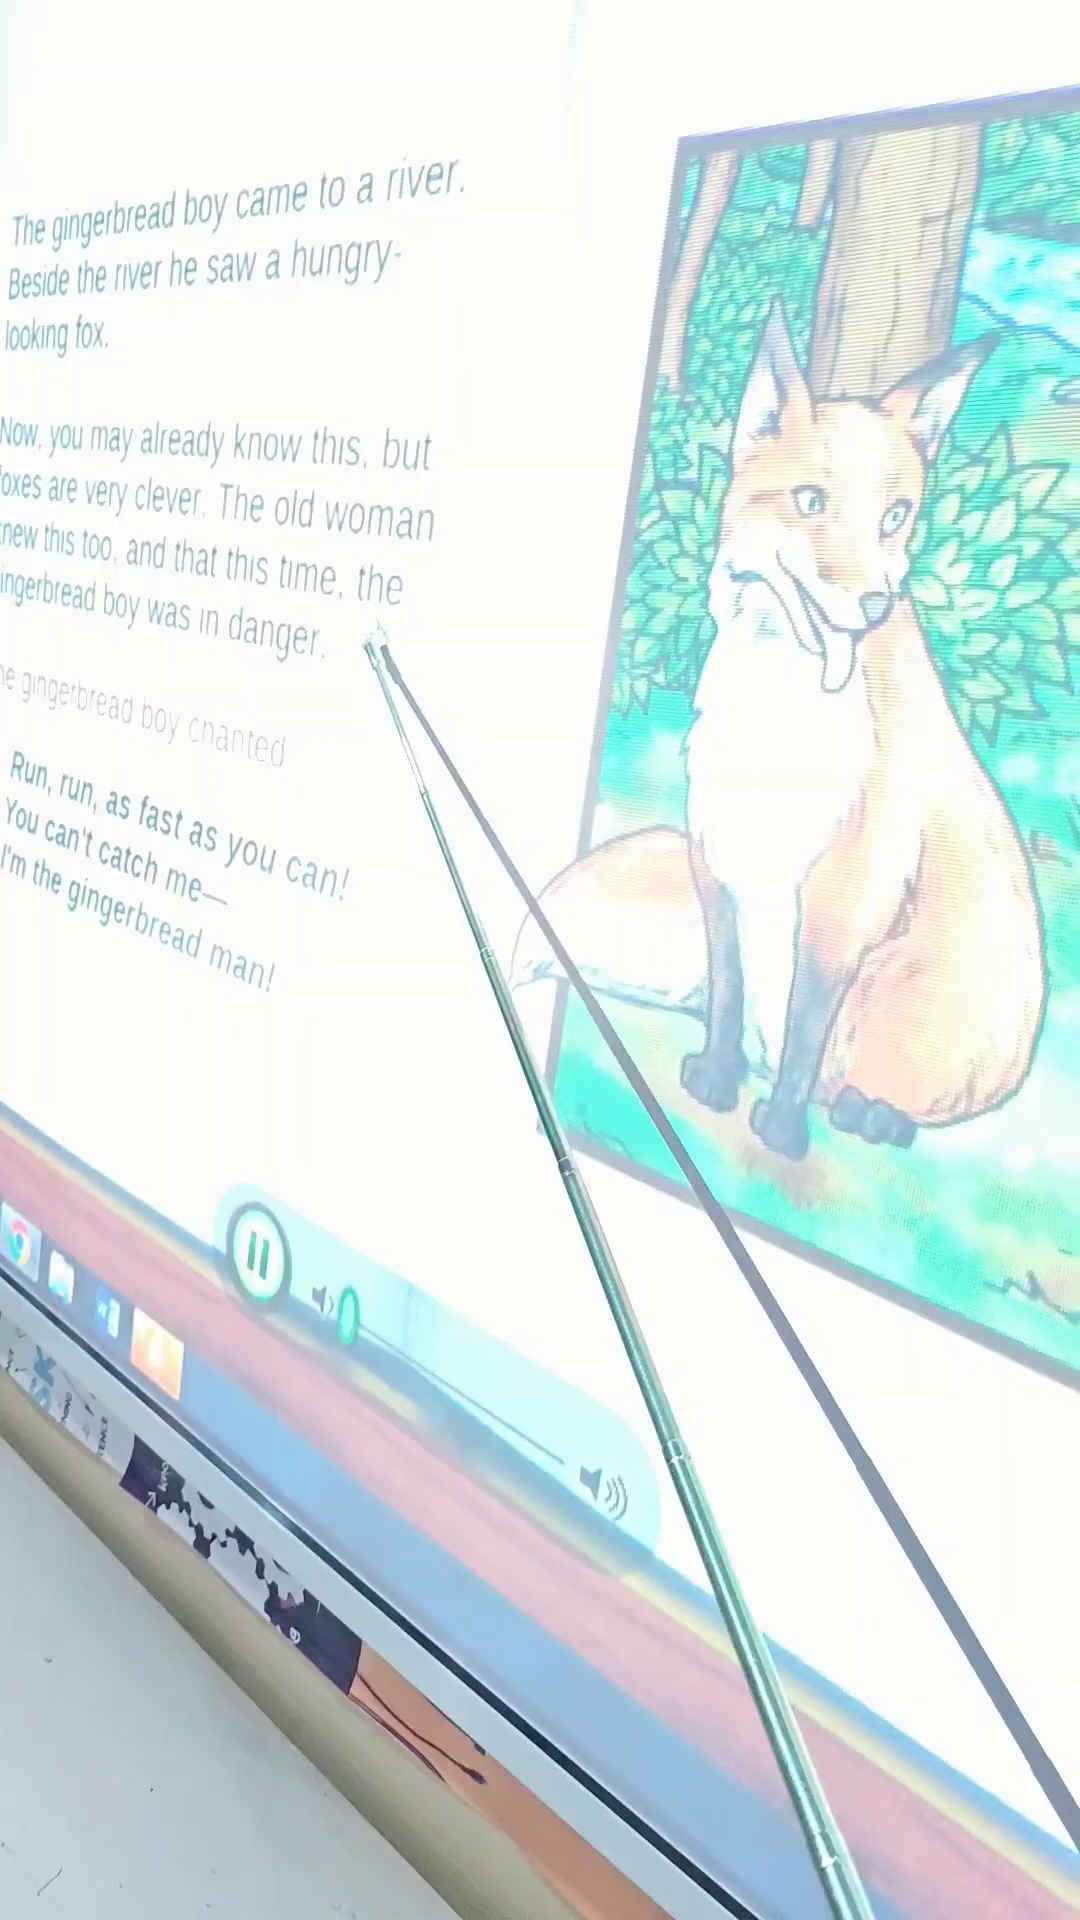 The gingerbread boy came to a river.
Beside the river he saw a hungry-
looking fox.
Now, you may already know this, but
foxes are very clever. The old woman
knew this too, and that this time, the
gingerbread boy was in danger.
he gingerbread boy chanted
Run, run, as fast as you can!
You can't catch me—
I'm the gingerbread man!